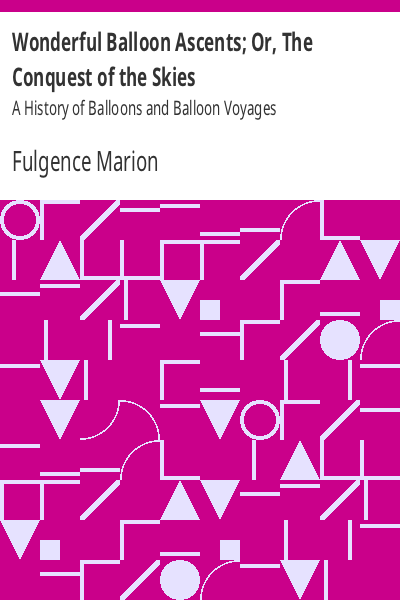 Wonderful Balloon Ascents; Or, The
Conquest of the Skies
A History of Balloons and Balloon Voyages
Fulgence Marion